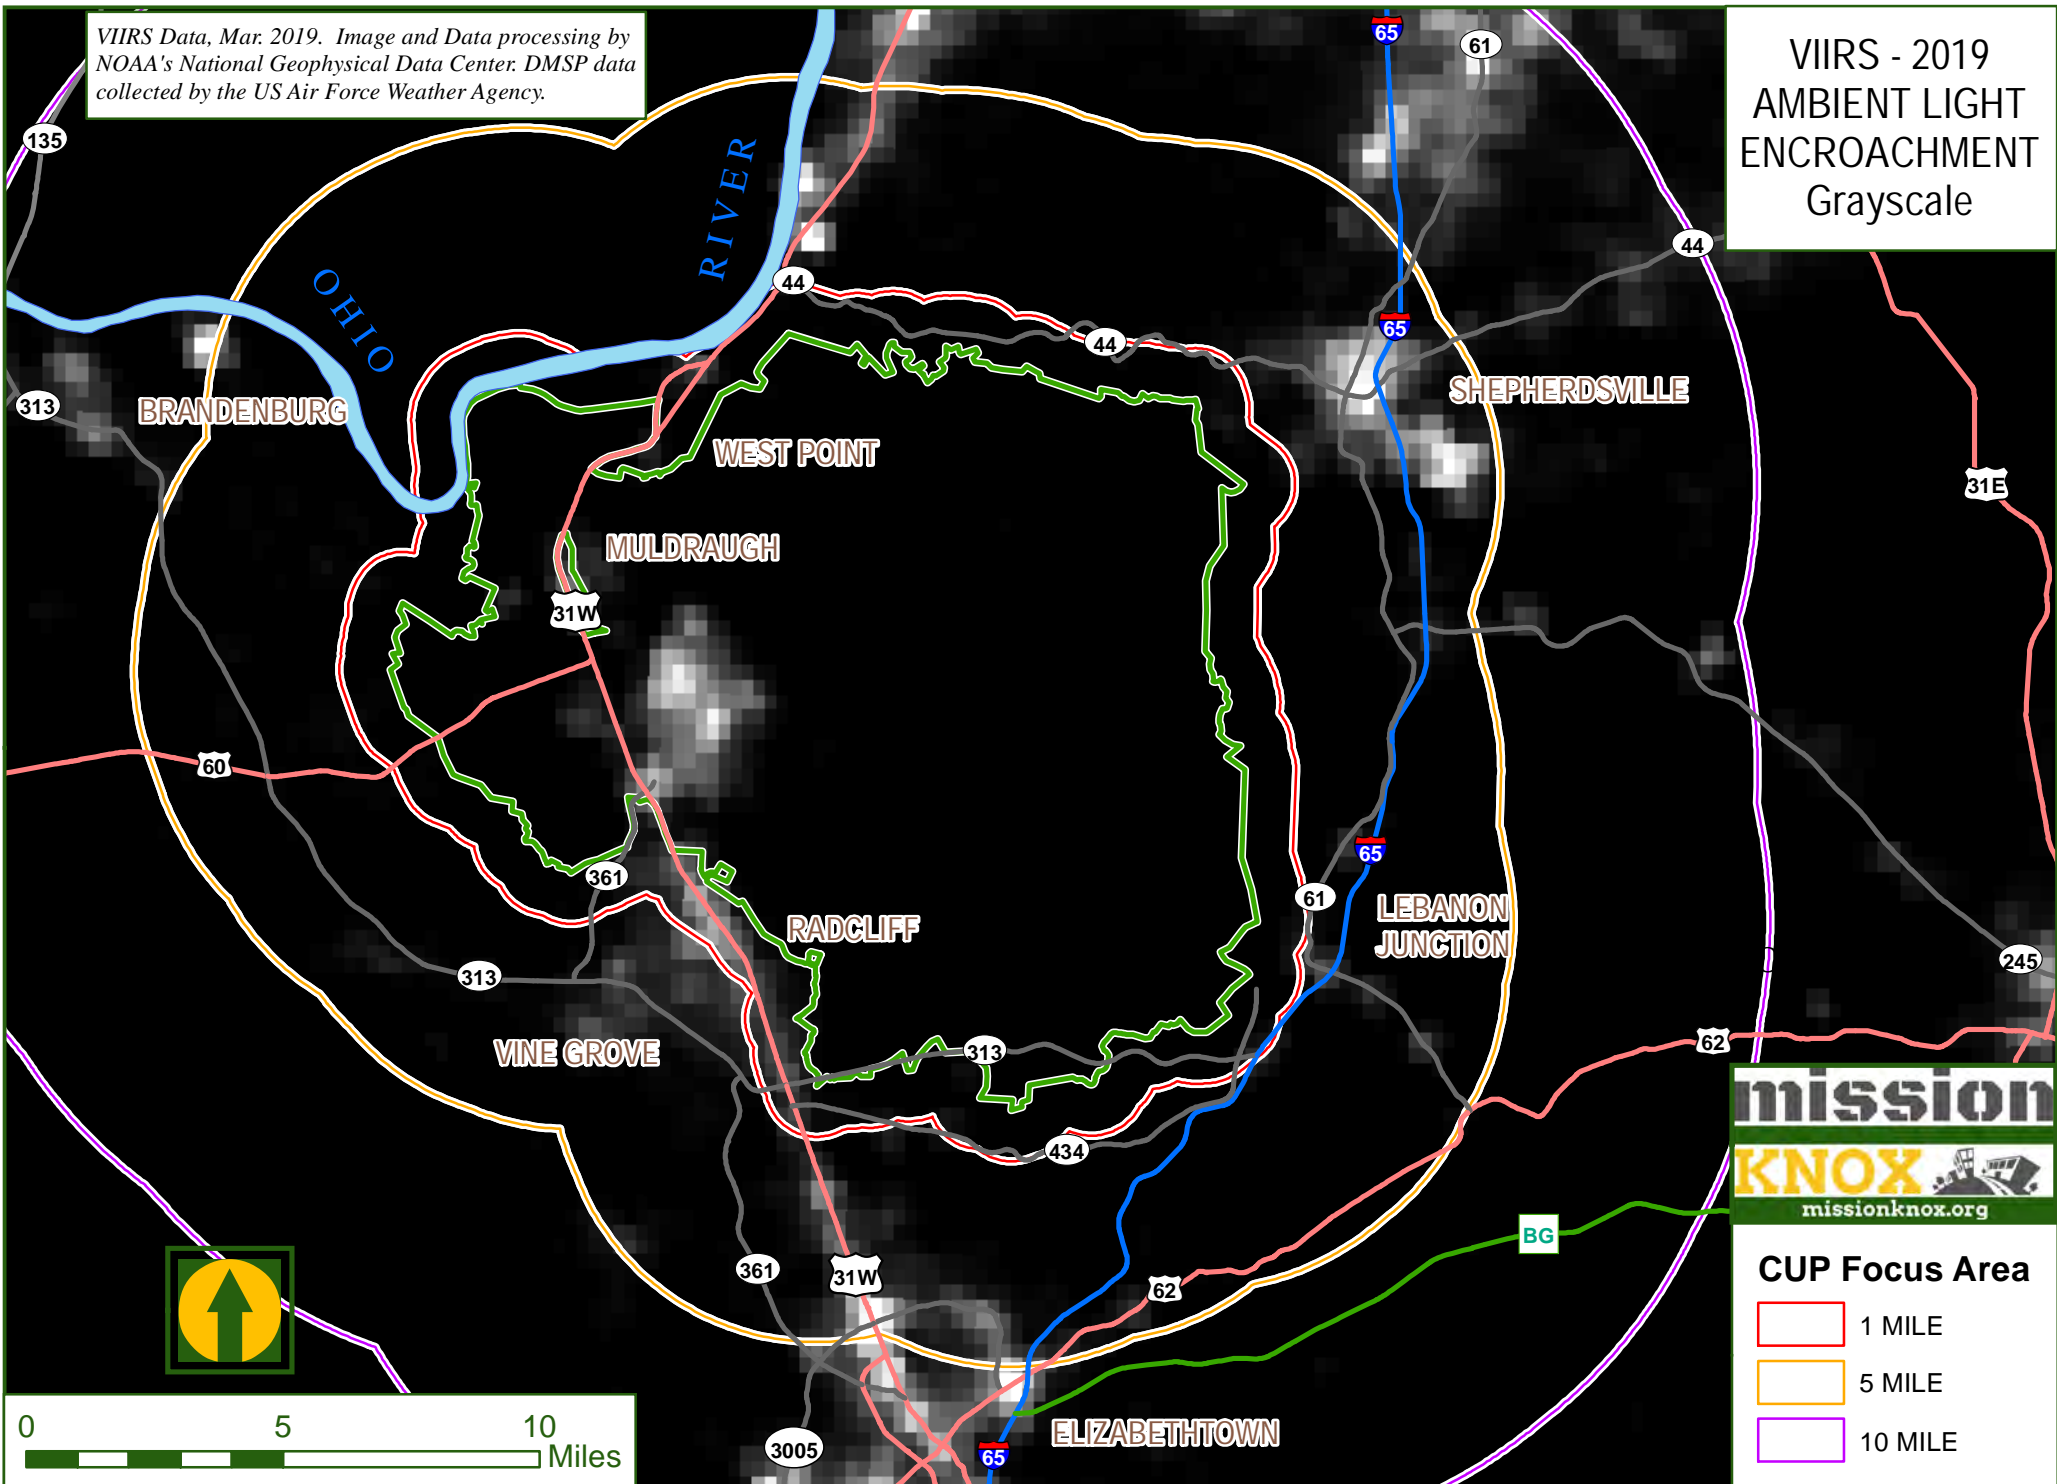 VIIRS Data, Mar. 2019. Image and Data processing by
NOAA's National Geophysical Data Center. DMSP data
collected by the US Air Force Weather Agency.
VIIRS - 2019
AMBIENT LIGHT
ENCROACHMENT
Grayscale
65
61
135
RIVER
44
44
OHIO
65
44
313
BRANDENBURG
SHEPHERDSVILLE
WEST POINT
31E
MULDRAUGH
31W
60
65
361
61
LEBANON
JUNCTION
RADCLIFF
313
245
VINE GROVE
313
62
434
mission
KNOX
missionknox.org
BG
361
31W
62
CUP Focus Area
1 MILE
5 MILE
10 MILE
0 5 10
Miles
3005
65
ELIZABETHTOWN